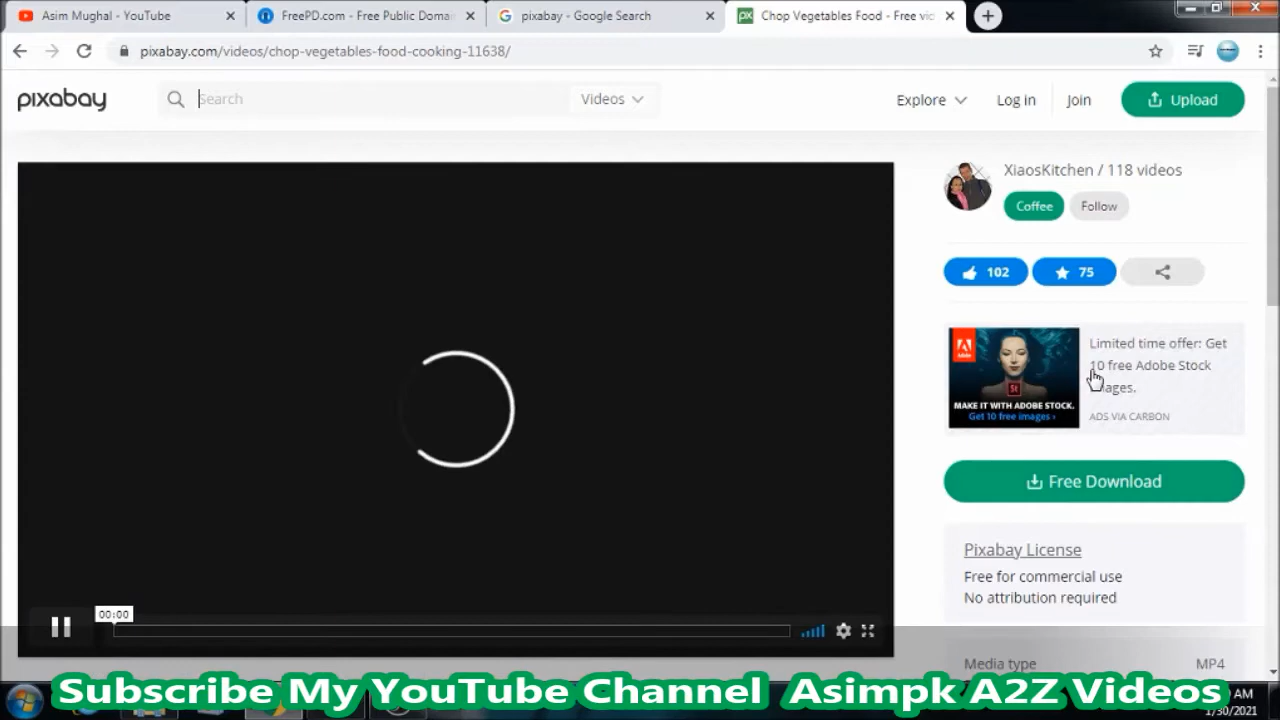 Asim Mughal - YouTube
FreePD.com - Free Public Doma
pixabay - Google Search
Chop Vegetables Food - Free vic
pixabay.com/videos/chop-vegetables-food-cooking-11638/
pixabay
Search
Videos
Explore
Log in
Join
Upload
XiaosKitchen / 118 videos
Coffee
Follow
102
75
MAKE IT WITH ADOBE STOCK.
Get 10 free images ›
Adobe
St
Limited time offer: Get
10 free Adobe Stock
images.
ADS VIA CARBON
Free Download
Pixabay License
Free for commercial use
No attribution required
00:00
Media type
MP4
Subscribe My YouTube Channel Asimpk A2Z Videos
AM
1/30/2021